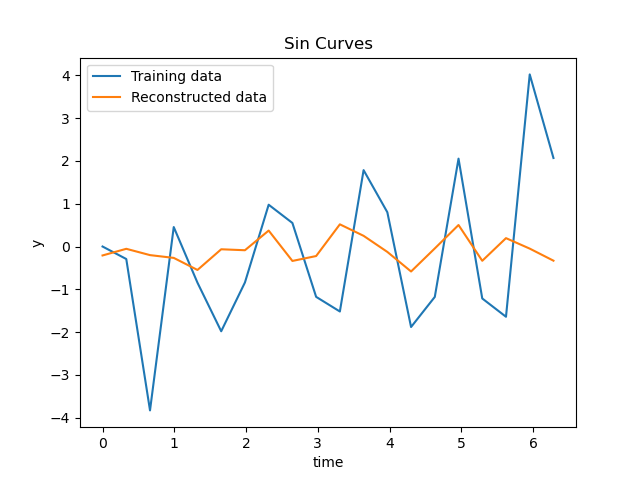 Sin Curves
Training data
Reconstructed data
4
3
2
1
0
−1
−2
−3
−4
y
0 1 2 3 4 5 6
time